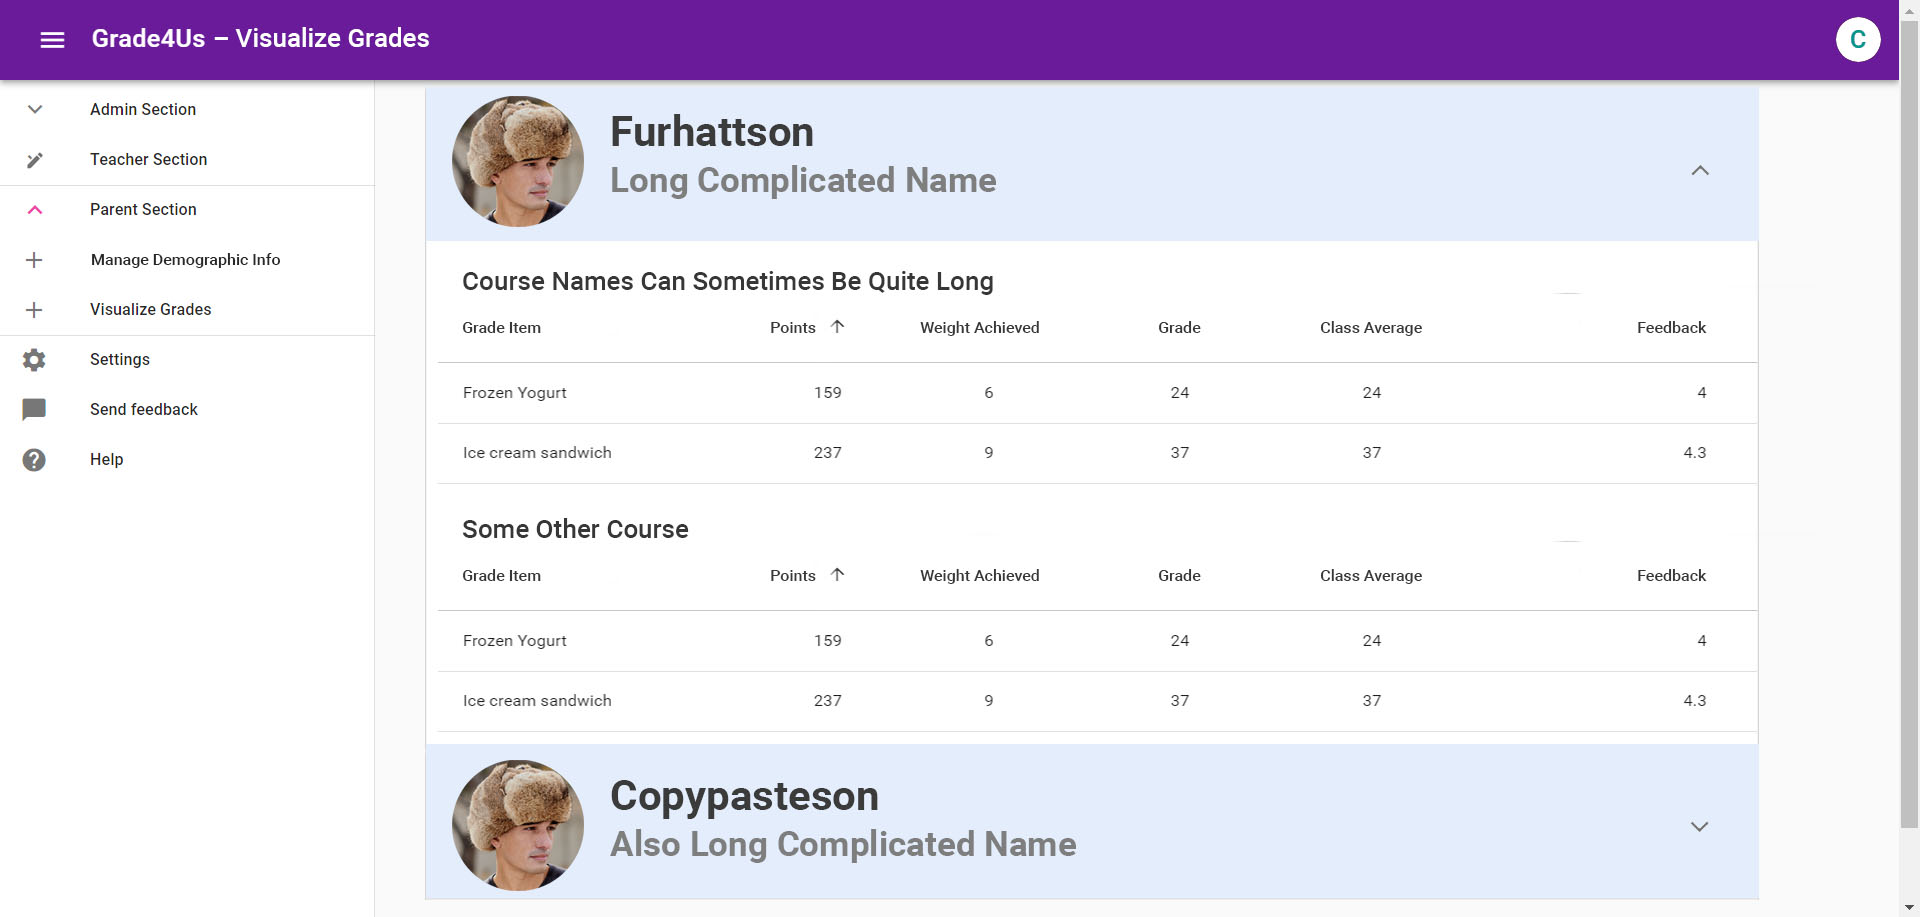 Grade4Us – Visualize Grades
C
Admin Section
Teacher Section
Parent Section
Manage Demographic Info
Visualize Grades
Settings
Send feedback
Help
Furhattson
Long Complicated Name
Course Names Can Sometimes Be Quite Long
Grade Item Points Weight Achieved Grade Class Average Feedback
Frozen Yogurt 159 6 24 24 4
Ice cream sandwich 237 9 37 37 4.3
Some Other Course
Grade Item Points Weight Achieved Grade Class Average Feedback
Frozen Yogurt 159 6 24 24 4
Ice cream sandwich 237 9 37 37 4.3
Copypasteson
Also Long Complicated Name